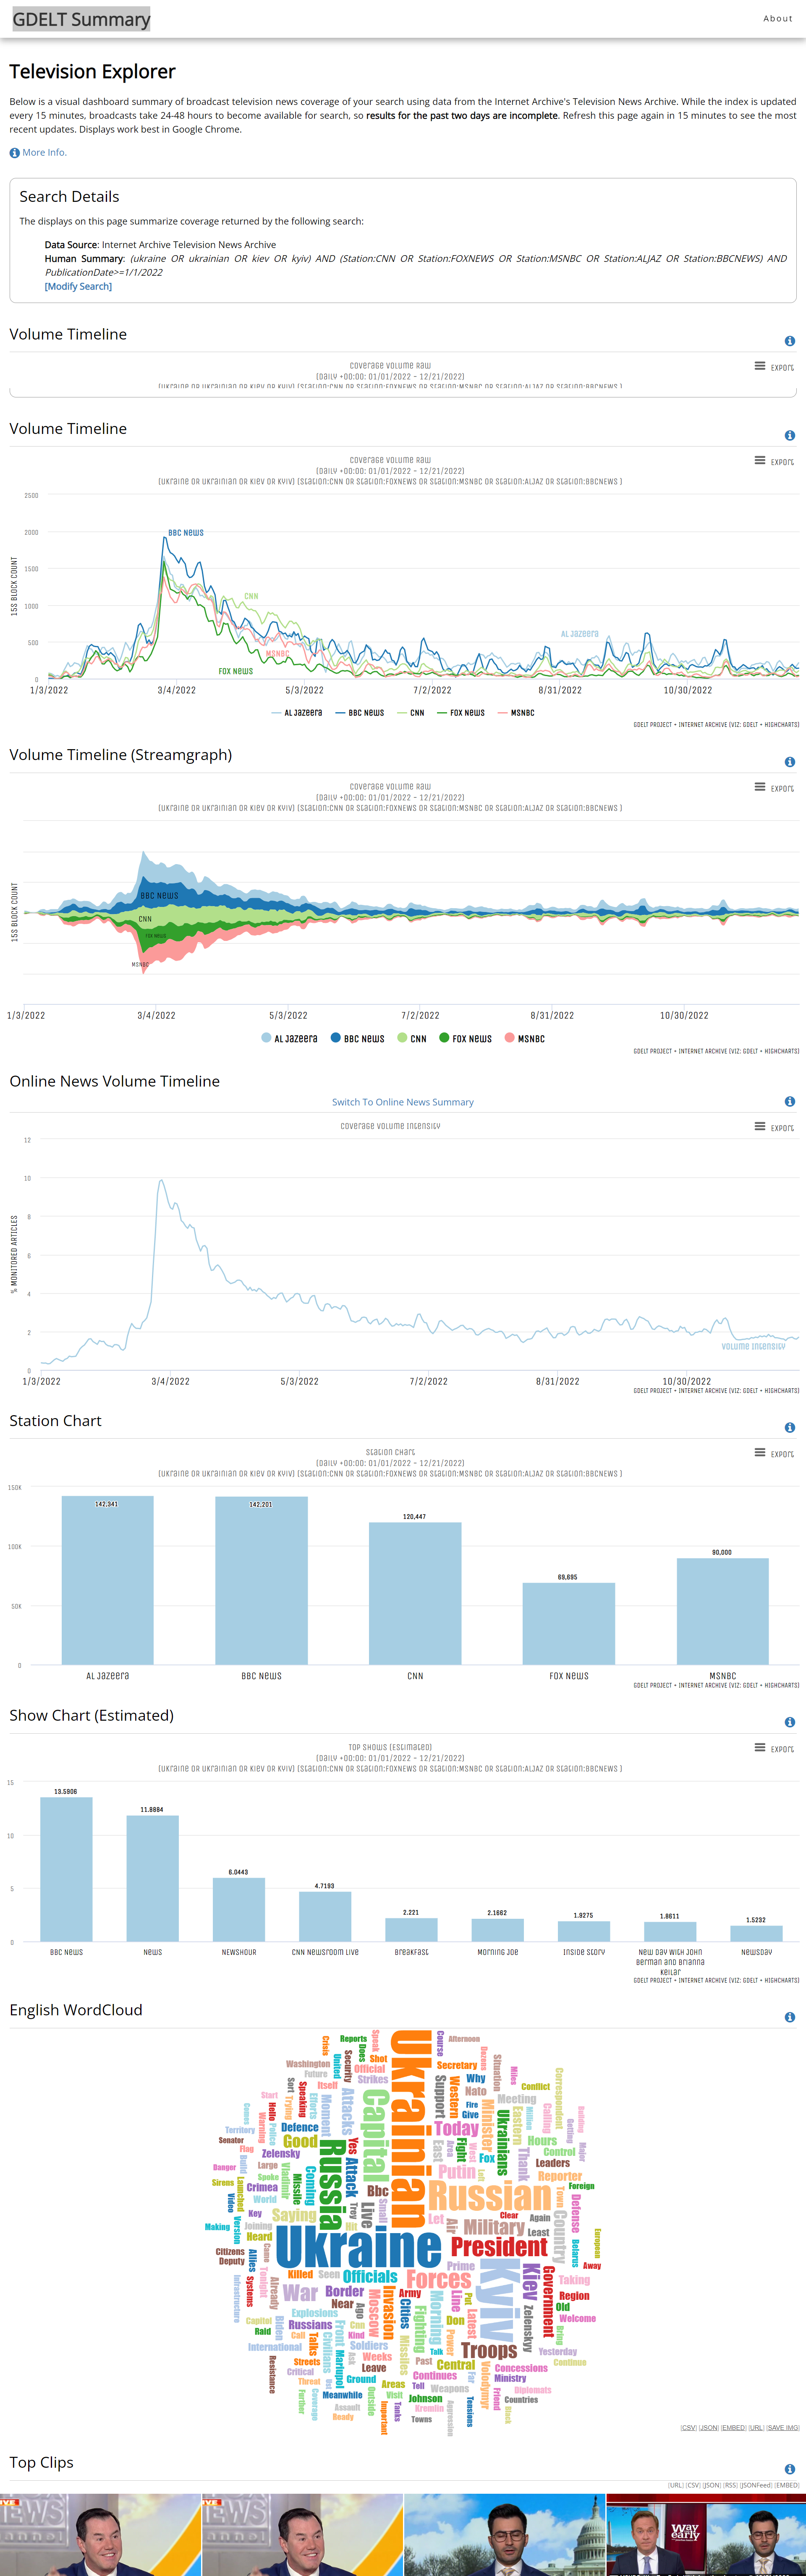 GDELT Summary
About
Television Explorer
Below is a visual dashboard summary of broadcast television news coverage of your search using data from the Internet Archive's Television News Archive. While the index is updated
every 15 minutes, broadcasts take 24-48 hours to become available for search, so results for the past two days are incomplete. Refresh this page again in 15 minutes to see the most
recent updates. Displays work best in Google Chrome.
More Info.
Search Details
The displays on this page summarize coverage returned by the following search:
Data Source: Internet Archive Television News Archive
Human Summary: (ukraine OR ukrainian OR kiev OR kyiv) AND (Station:CNN OR Station:FOXNEWS OR Station:MSNBC OR Station:ALJAZ OR Station:BBCNEWS) AND
PublicationDate>=1/1/2022
[Modify Search]
Volume Timeline
Coverage Volume Raw
EXPORT
(Daily +00:00: 01/01/2022 - 12/21/2022)
(Ukraine OR Ukrainian OR Kiev OR Kyiv) (Station:CNN OR Station:FOXNEWS OR Station:MSNBC OR Station:ALJAZ OR Station:BBCNEWS )
Volume Timeline
Coverage Volume Raw
EXPORT
(Daily +00:00: 01/01/2022 - 12/21/2022)
(Ukraine OR Ukrainian OR Kiev OR Kyiv) (Station:CNN OR Station:FOXNEWS OR Station:MSNBC OR Station:ALJAZ OR Station:BBCNEWS )
15S BLOCK COUNT
2500
2000
1500
1000
500
0
BBC News
CNN
MSNBC
FOX News
Al Jazeera
1/3/2022
3/4/2022
5/3/2022
7/2/2022
8/31/2022
10/30/2022
Al Jazeera
BBC News
CNN
FOX News
MSNBC
GDELT PROJECT + INTERNET ARCHIVE (VIZ: GDELT + HIGHCHARTS)
Volume Timeline (Streamgraph)
Coverage Volume Raw
EXPORT
(Daily +00:00: 01/01/2022 - 12/21/2022)
(Ukraine OR Ukrainian OR Kiev OR Kyiv) (Station:CNN OR Station:FOXNEWS OR Station:MSNBC OR Station:ALJAZ OR Station:BBCNEWS )
15S BLOCK COUNT
BBC News
CNN
FOX News
MSNBC
1/3/2022
3/4/2022
5/3/2022
7/2/2022
8/31/2022
10/30/2022
Al Jazeera
BBC News
CNN
FOX News
MSNBC
GDELT PROJECT + INTERNET ARCHIVE (VIZ: GDELT + HIGHCHARTS)
Online News Volume Timeline
Switch To Online News Summary
Coverage Volume Intensity
EXPORT
% MONITORED ARTICLES
12
10
8
6
4
2
0
Volume Intensity
1/3/2022
3/4/2022
5/3/2022
7/2/2022
8/31/2022
10/30/2022
GDELT PROJECT + INTERNET ARCHIVE (VIZ: GDELT + HIGHCHARTS)
Station Chart
Station Chart
EXPORT
(Daily +00:00: 01/01/2022 - 12/21/2022)
(Ukraine OR Ukrainian OR Kiev OR Kyiv) (Station:CNN OR Station:FOXNEWS OR Station:MSNBC OR Station:ALJAZ OR Station:BBCNEWS )
150K
100K
50K
0
142,341
142,201
120,447
69,695
90,000
Al Jazeera
BBC News
CNN
FOX News
MSNBC
GDELT PROJECT + INTERNET ARCHIVE (VIZ: GDELT + HIGHCHARTS)
Show Chart (Estimated)
Top Shows (Estimated)
EXPORT
(Daily +00:00: 01/01/2022 - 12/21/2022)
(Ukraine OR Ukrainian OR Kiev OR Kyiv) (Station:CNN OR Station:FOXNEWS OR Station:MSNBC OR Station:ALJAZ OR Station:BBCNEWS )
15
10
5
0
13.5906
11.8884
6.0443
4.7193
2.221
2.1662
1.9275
1.8611
1.5232
BBC News
News
NEWSHOUR
CNN Newsroom Live
Breakfast
Morning Joe
Inside Story
New Day With John
Berman and Brianna
Keilar
Newsday
GDELT PROJECT + INTERNET ARCHIVE (VIZ: GDELT + HIGHCHARTS)
English WordCloud
Ukrainian
Ukraine
Russian
Russia
Kyiv
Capital
President
Forces
Military
Troops
Kiev
Government
Officials
War
Border
Invasion
Moscow
Cities
Army
Fighting
Morning
Putin
Today
Minister
Ukrainians
Country
Attack
Attacks
Good
Saying
Live
Coming
Moment
Defence
Zelensky
Crimea
Washington
Future
Itself
Reports
Shot
Official
Strikes
Security
United
Crisis
Speak
Course
Afternoon
Secretary
Why
Nato
Fire
Give
Support
Western
Situation
Conflict
Meeting
Eastern
Correspondent
Calling
Hours
Control
Leaders
Reporter
Foreign
Thank
Fox
Fight
East
Clear
Again
Least
Let
Air
Prime
Defense
Belarus
European
Away
Taking
Region
Old
Welcome
Yesterday
Continue
Concessions
Ministry
Diplomats
Countries
Central
Continues
Past
Talk
Weapons
Tell
Johnson
Kremlin
Towns
Areas
Visit
Tanks
Important
Outside
Ground
Leave
Weeks
Soldiers
Kind
Cnn
Ago
Near
Killed
Seen
Explosions
Russians
Call
Talks
Front
Civilians
Mariupol
Streets
Critical
Threat
Meanwhile
Assault
Ready
Coverage
Further
Resistance
International
Raid
Capitol
Biden
Already
Tonight
Systems
Allies
Infrastructure
Citizens
Deputy
Heard
Joining
Key
World
Making
Version
Video
Sirens
Launched
Danger
Large
Spoke
Vladimir
Missile
Flag
Senator
Territory
Police
Hello
Warning
Start
Sort
Trying
Speaking
Efforts
Yes
Bbc
Small
Troy
Don
Line
Latest
Power
Zelenskyy
Volodymyr
Friend
Tensions
Aggression
Missiles
[CSV] [JSON] [EMBED] [URL] [SAVE IMG]
Top Clips
[URL] [CSV] [JSON] [RSS] [JSONFeed] [EMBED]
way
early